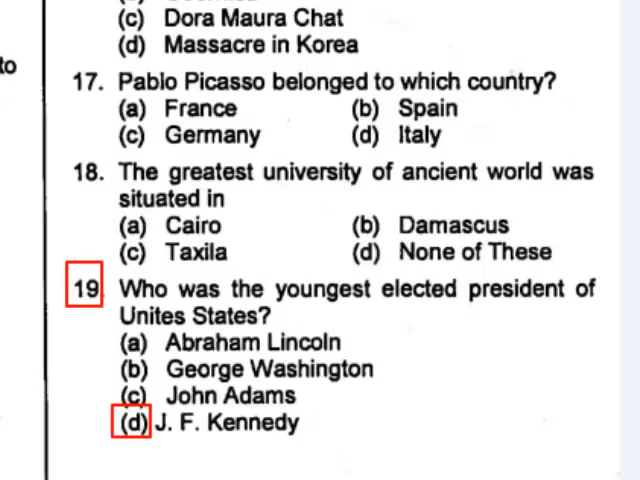 (c) Dora Maura Chat
(d) Massacre in Korea
to
17. Pablo Picasso belonged to which country?
(a) France (b) Spain
(c) Germany (d) Italy
18. The greatest university of ancient world was
situated in
(a) Cairo (b) Damascus
(c) Taxila (d) None of These
19 Who was the youngest elected president of
Unites States?
(a) Abraham Lincoln
(b) George Washington
(c) John Adams
(d) J. F. Kennedy